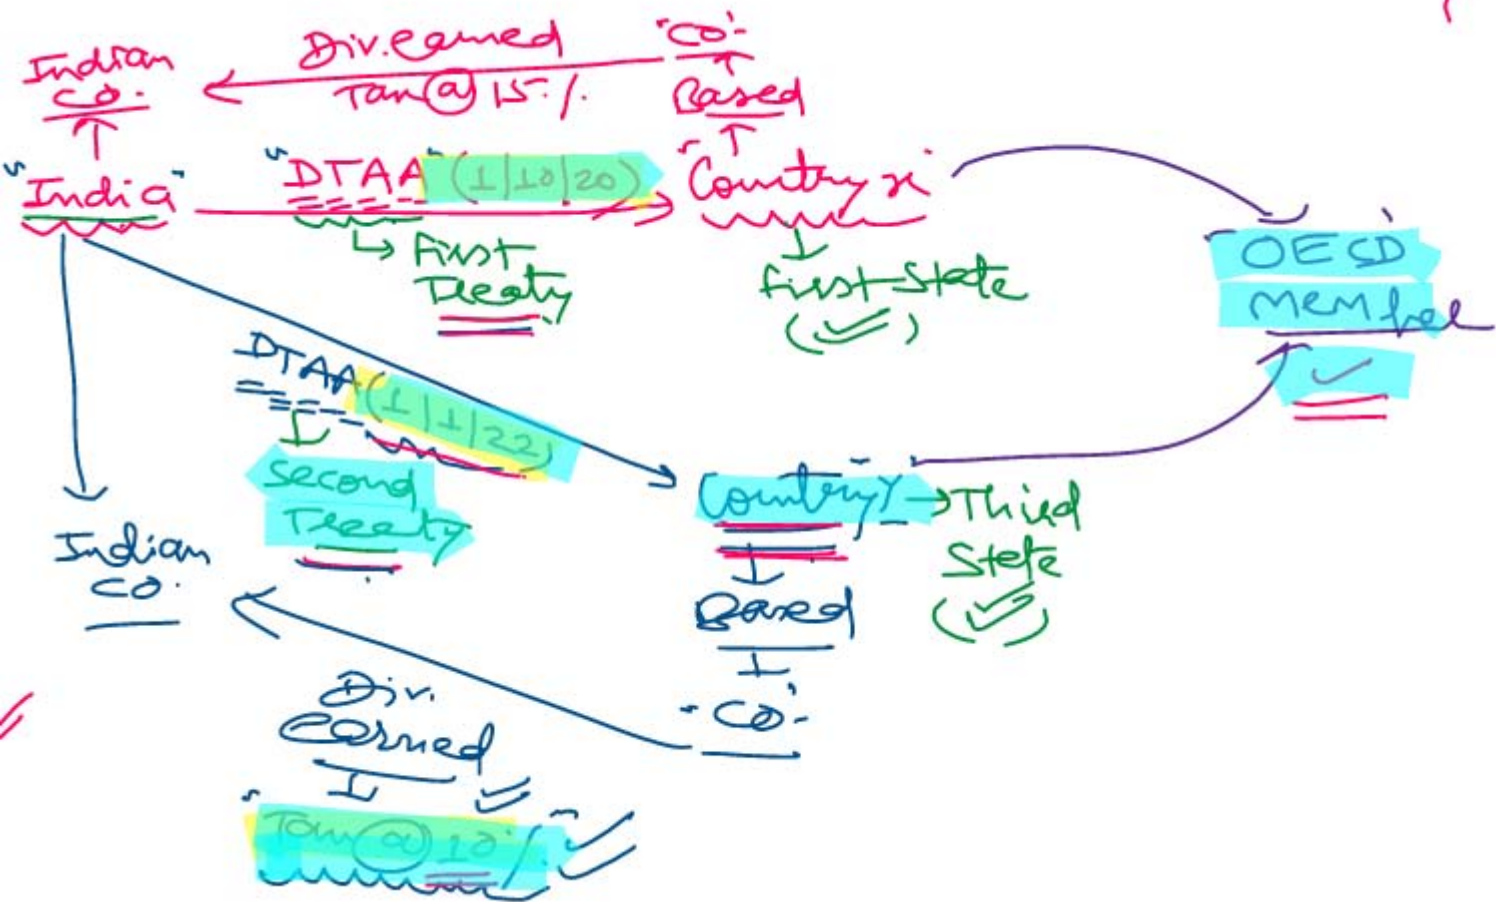 Indian
CO.
Div. earned
Tax @ 15%
"CO."
Based
"India"
"DTAA" (1/10/20)
"Country x"
First
Treaty
First State
OECD
member
DTAA (1/1/22)
Second
Treaty
"Country Y"
Third
State
Indian
CO.
Based
"CO."
Div.
earned
"Tax @ 10%"